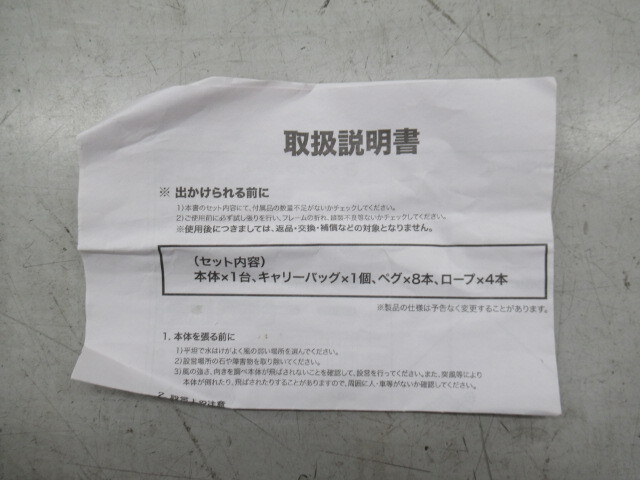 取扱説明書
※ 出かけられる前に
1)本書のセット内容にて、付属品の数量不足がないかチェックしてください。
2)ご使用前に必ず試し張りを行い、フレームの折れ、縫製不良等ないかチェックしてください。
※使用後につきましては、返品・交換・補償などの対象となりません。
(セット内容)
本体×1台、キャリーバッグ×1個、ペグ×8本、ロープ×4本
※製品の仕様は予告なく変更することがあります。
1. 本体を張る前に
1)平坦で水はけがよく風の弱い場所を選んでください。
2)設営場所の石や障害物を取り除いてください。
3)風の強さ、向きを調べ本体が飛ばされないことを確認して、設営を行ってください。また、突風等により
本体が倒れたり、飛ばされたりすることがありますので、周囲に人・車等がないか確認してください。